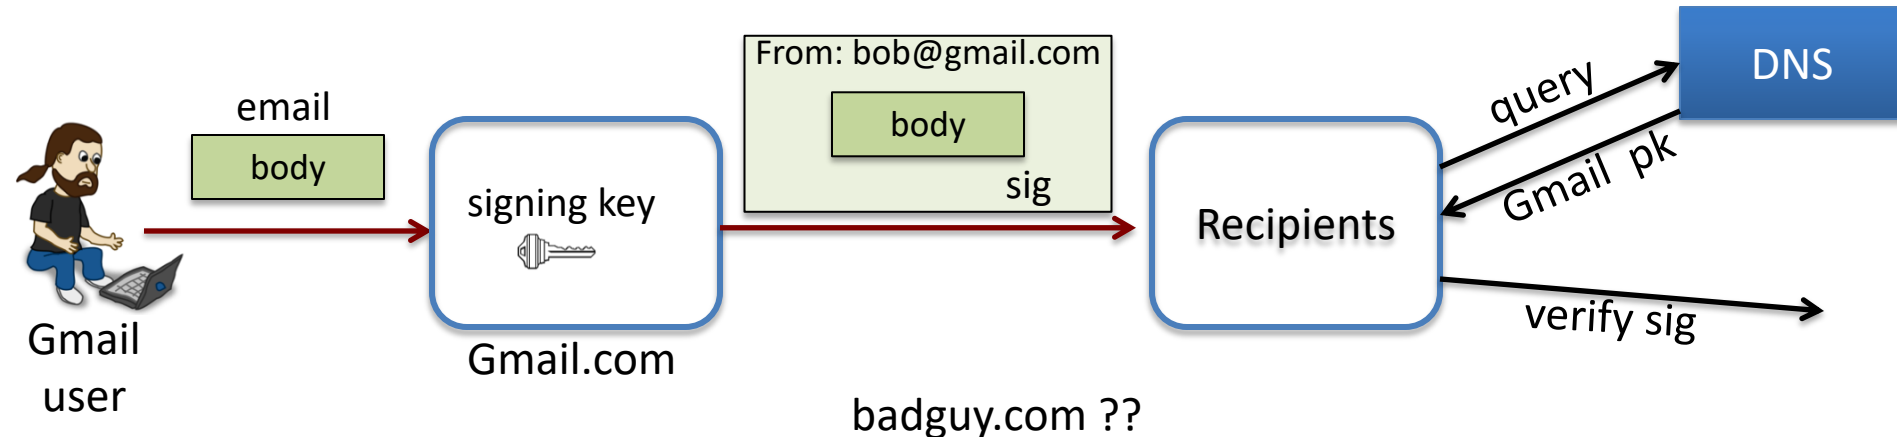 email
body
Gmail
user
signing key
Gmail.com
From: bob@gmail.com
body
sig
Recipients
query
Gmail pk
DNS
verify sig
badguy.com ??